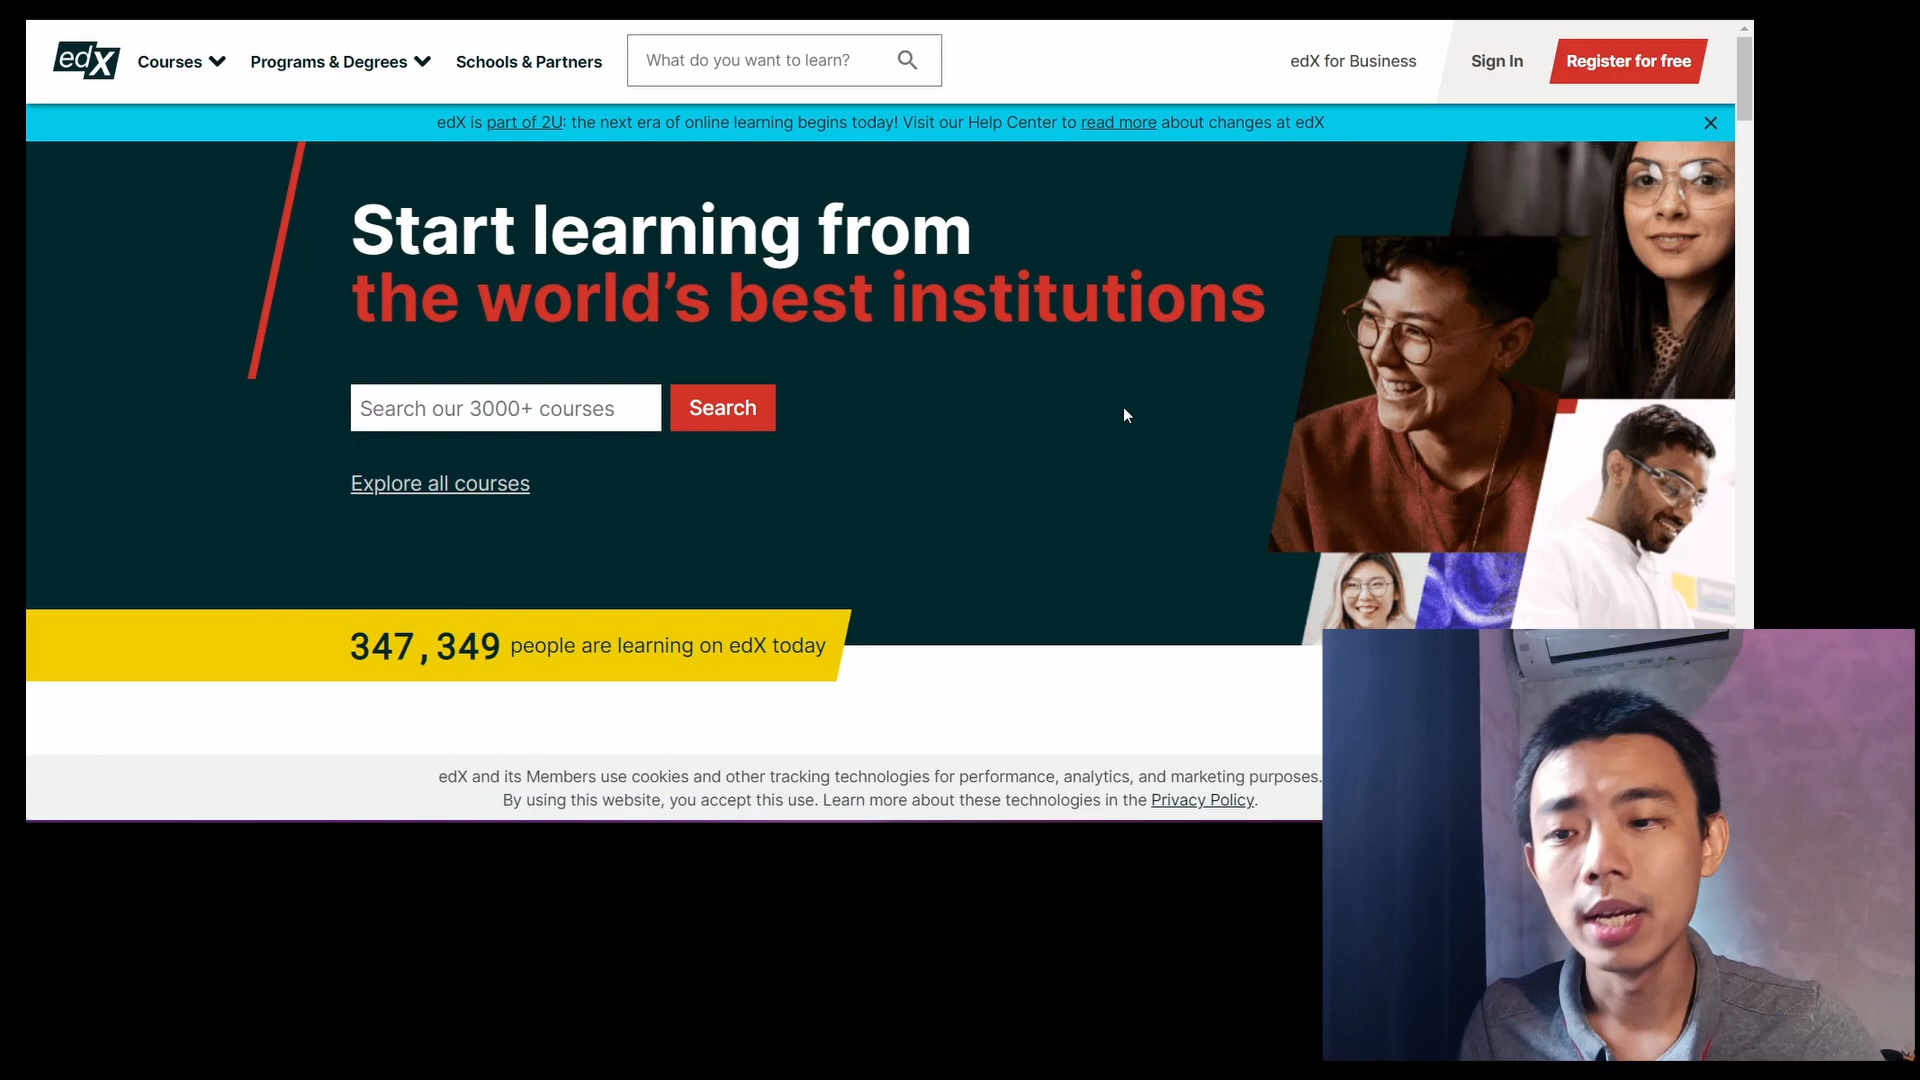 edX
Courses
Programs & Degrees
Schools & Partners
What do you want to learn?
edX for Business
Sign In
Register for free
edX is part of 2U: the next era of online learning begins today! Visit our Help Center to read more about changes at edX
Start learning from
the world’s best institutions
Search our 3000+ courses
Search
Explore all courses
347,349 people are learning on edX today
edX and its Members use cookies and other tracking technologies for performance, analytics, and marketing purposes.
By using this website, you accept this use. Learn more about these technologies in the Privacy Policy.